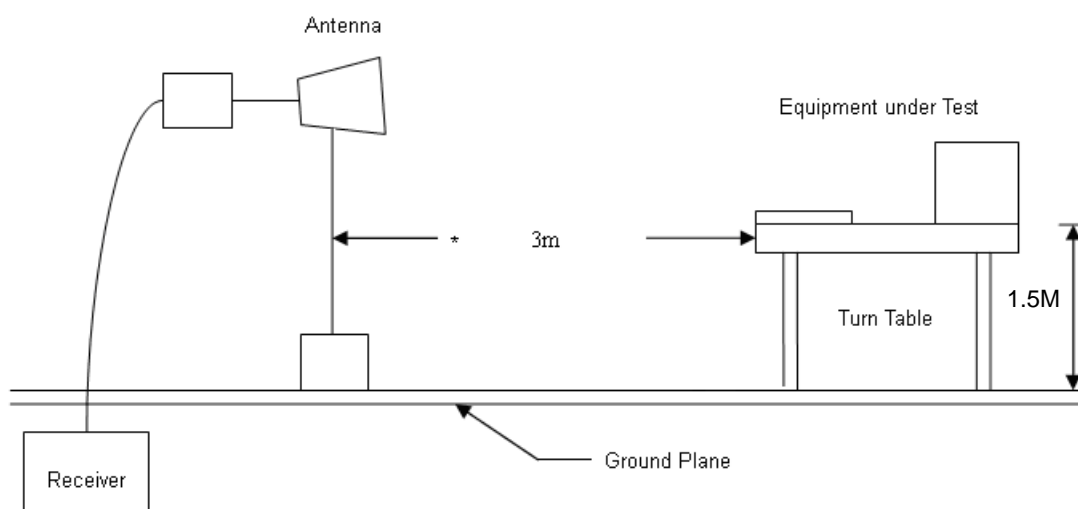 Antenna
Equipment under Test
* 3m
1.5M
Turn Table
Ground Plane
Receiver